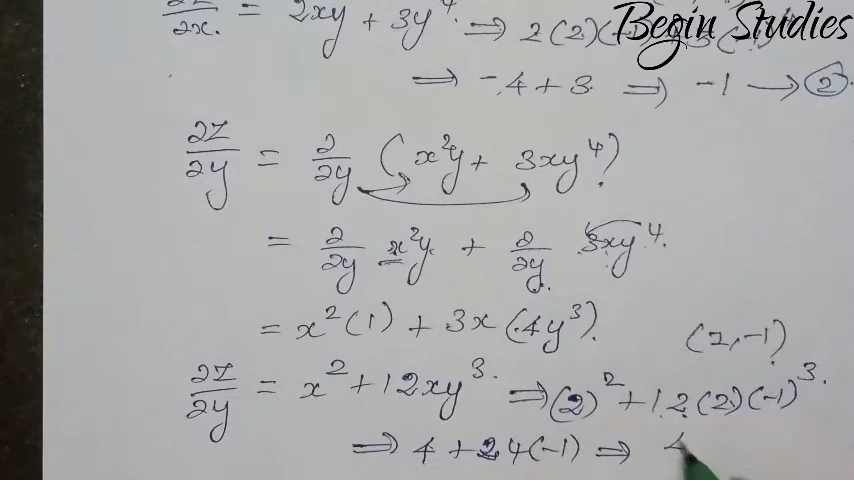 Begin Studies
∂z/∂x = 2xy + 3y⁴ ⇒ 2(2)(
⇒ -4+3 ⇒ -1 → ②
∂z/∂y = ∂/∂y (x²y + 3xy⁴)
= ∂/∂y x²y + ∂/∂y 3xy⁴.
= x²(1) + 3x(4y³).
(2,-1)
∂z/∂y = x² + 12xy³ ⇒ (2)² + 12(2)(-1)³.
⇒ 4 + 24(-1) ⇒ 4